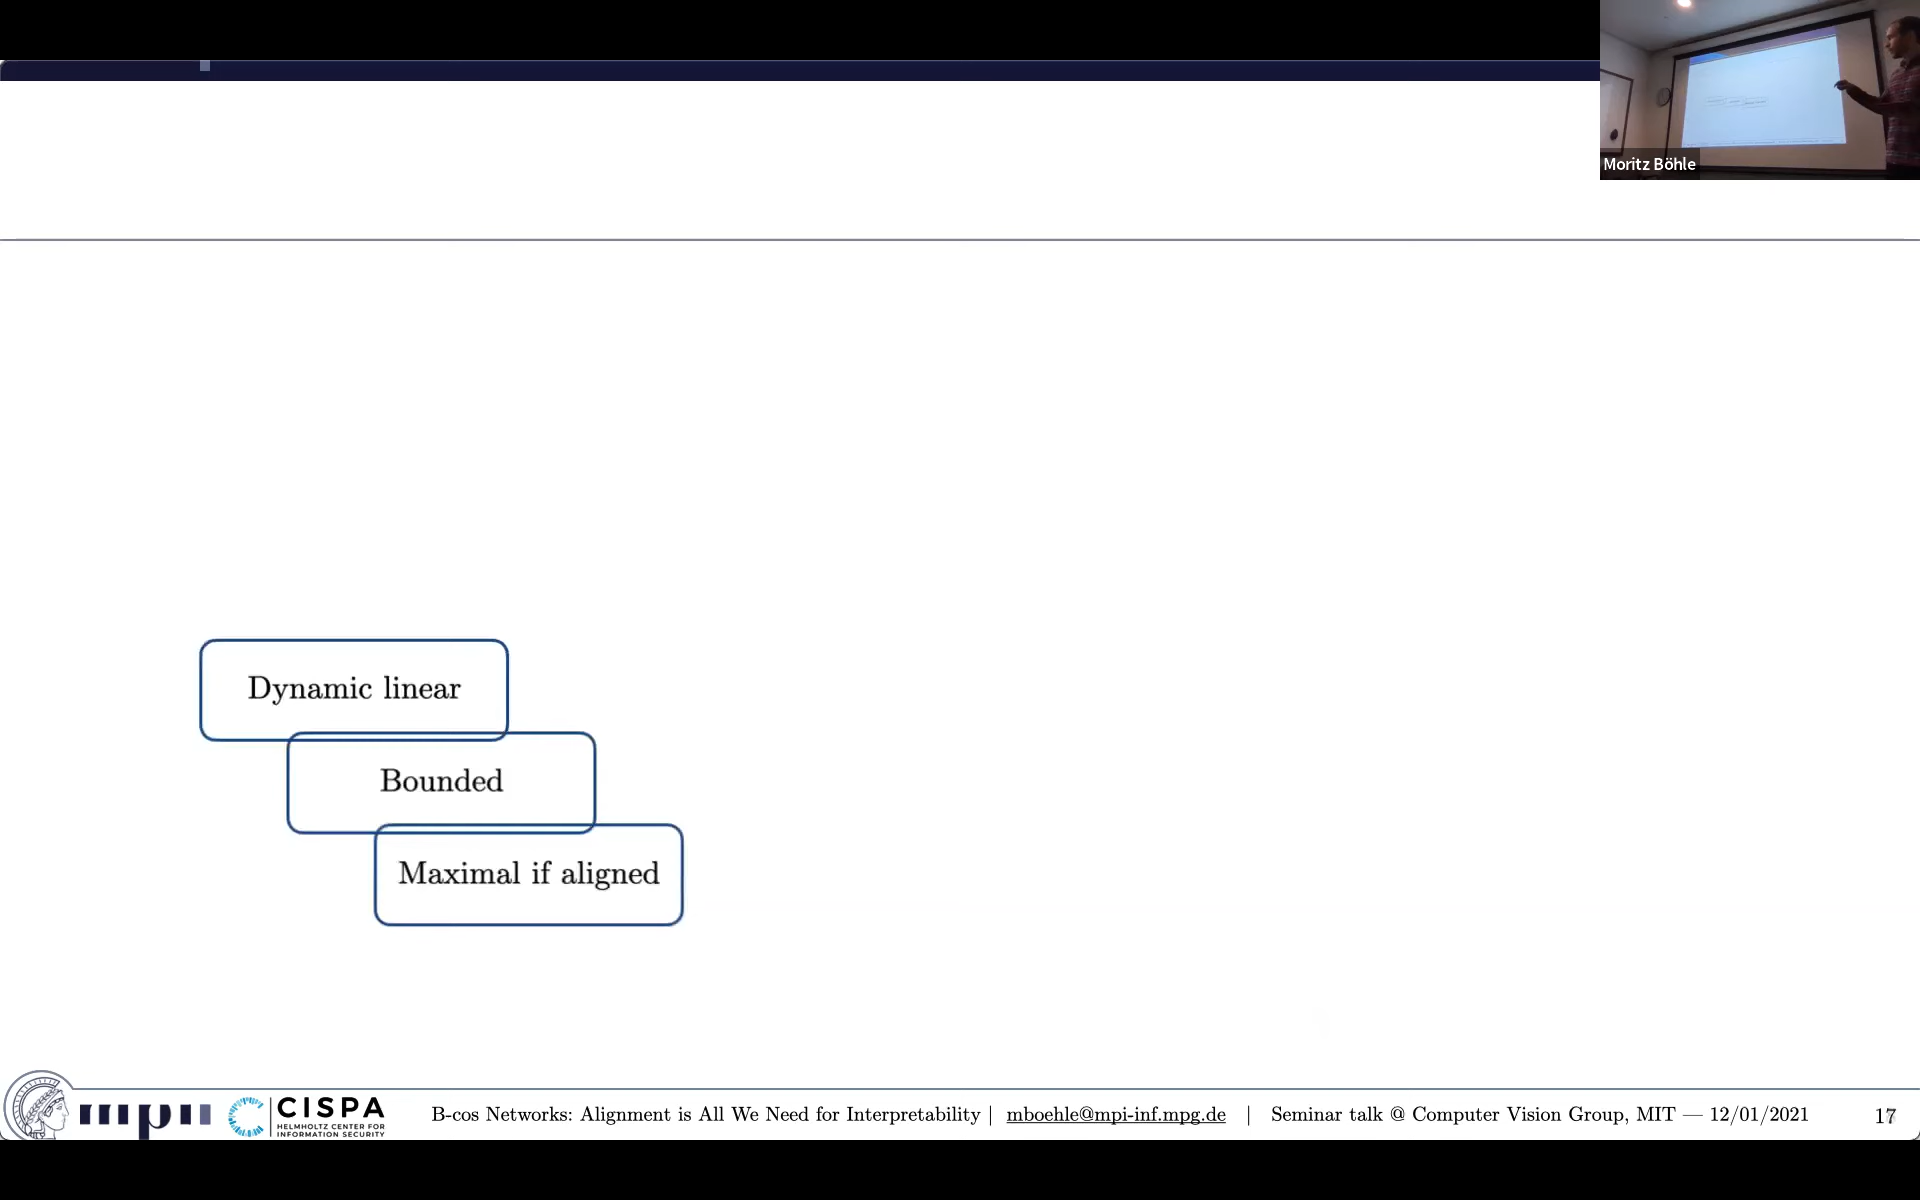 Moritz Böhle
Dynamic linear
Bounded
Maximal if aligned
mpii
CISPA
HELMHOLTZ CENTER FOR
INFORMATION SECURITY
B-cos Networks: Alignment is All We Need for Interpretability | mboehle@mpi-inf.mpg.de | Seminar talk @ Computer Vision Group, MIT — 12/01/2021
17